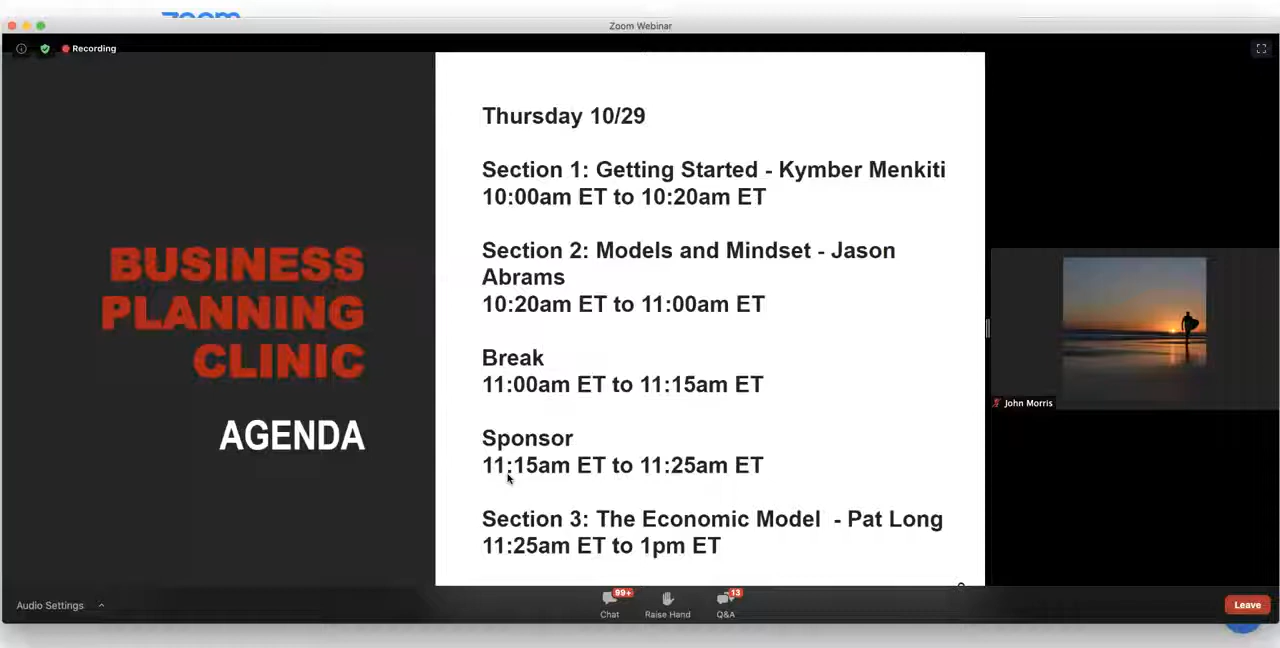 zoom
Zoom Webinar
Recording
BUSINESS
PLANNING
CLINIC
AGENDA
Thursday 10/29
Section 1: Getting Started - Kymber Menkiti
10:00am ET to 10:20am ET
Section 2: Models and Mindset - Jason
Abrams
10:20am ET to 11:00am ET
Break
11:00am ET to 11:15am ET
Sponsor
11:15am ET to 11:25am ET
Section 3: The Economic Model - Pat Long
11:25am ET to 1pm ET
John Morris
Audio Settings
99+
Chat
Raise Hand
13
Q&A
Leave